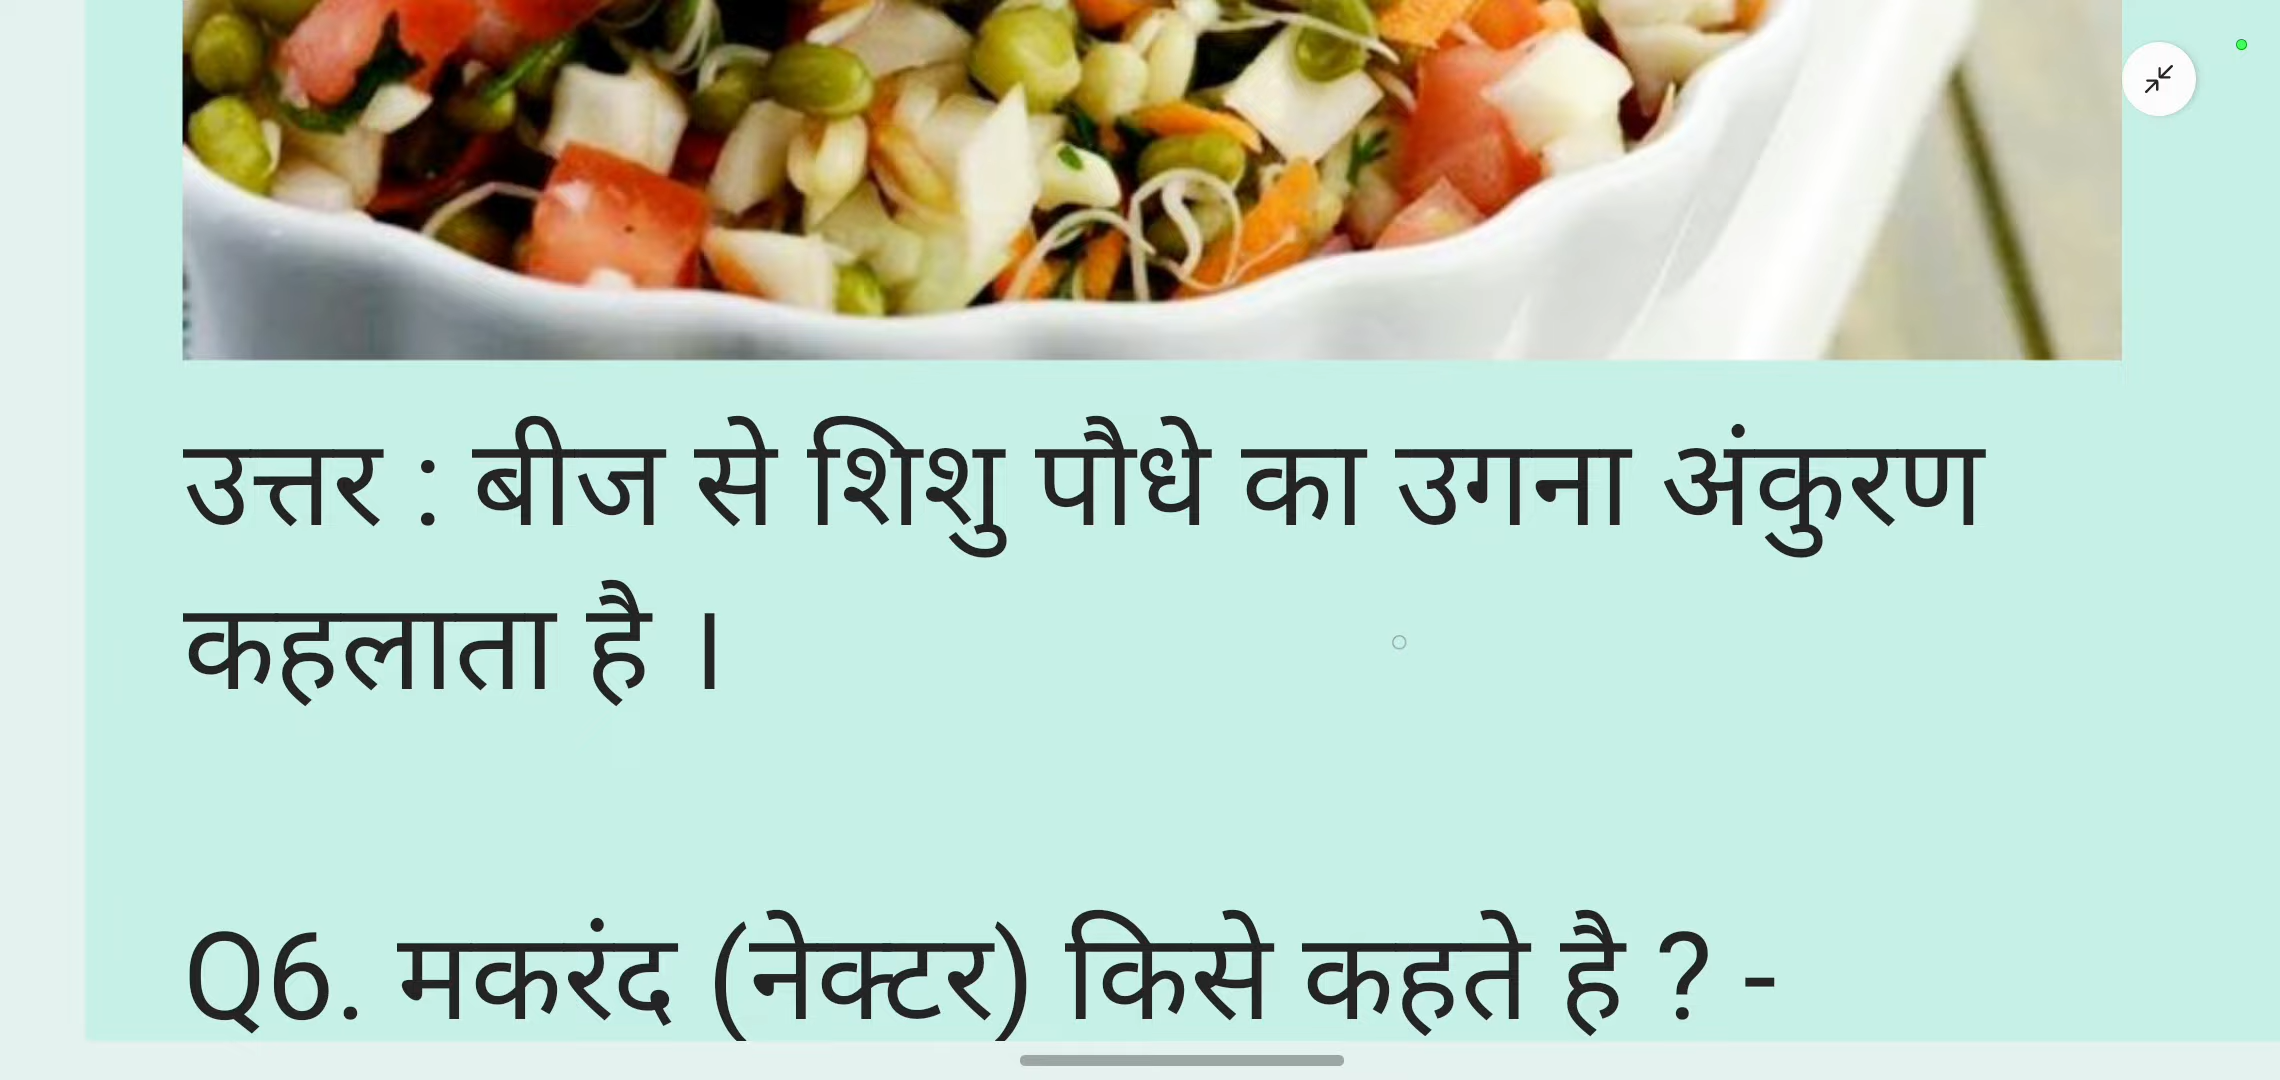 उत्तर : बीज से शिशु पौधे का उगना अंकुरण
कहलाता है ।
Q6. मकरंद (नेक्टर) किसे कहते है ? -